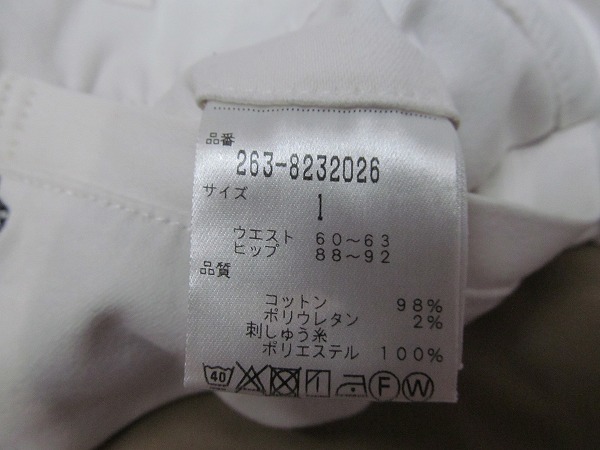 品番
263-8232026
サイズ
1
ウエスト 60～63
ヒップ 88～92
品質
コットン 98%
ポリウレタン 2%
刺しゅう糸
ポリエステル 100%
40 F W